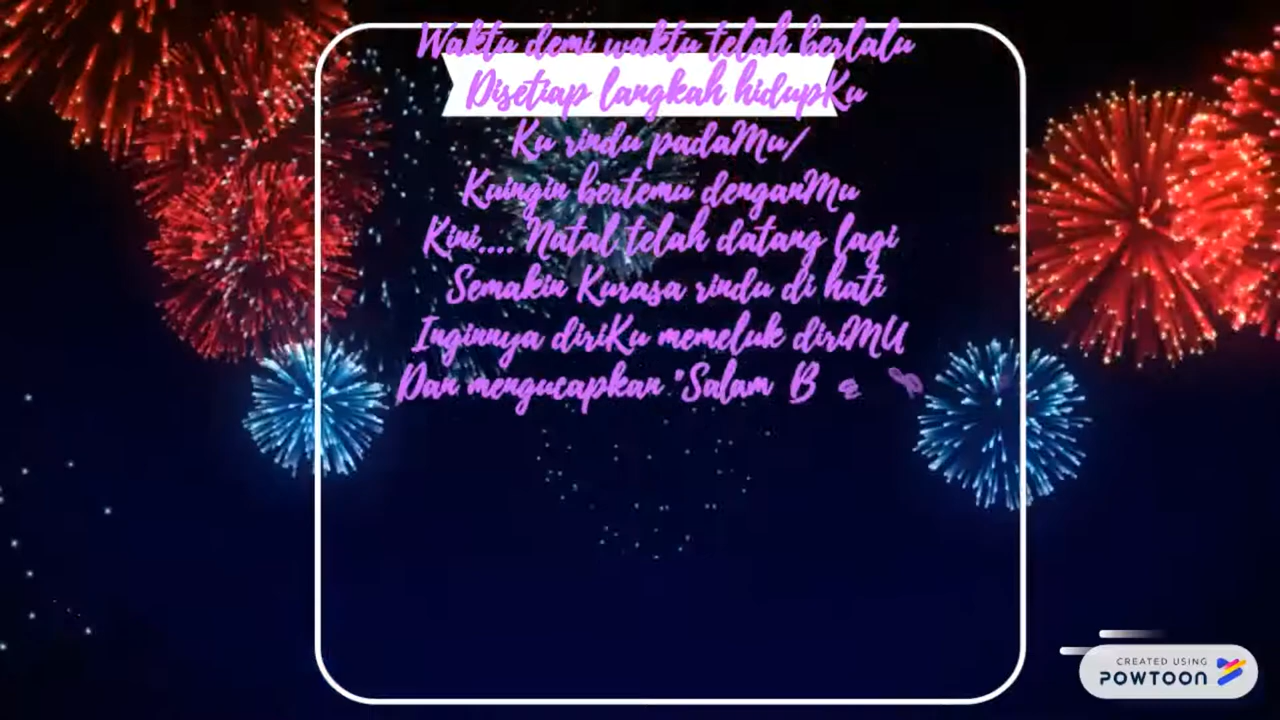 Waktu demi waktu telah berlalu
Disetiap langkah hidupKu
Ku rindu padaMu/
Kuingin bertemu denganMu
Kini.... Natal telah datang lagi
Semakin Kurasa rindu di hati
Inginnya diriKu memeluk diriMU
Dan mengucapkan "Salam B
CREATED USING
POWTOON